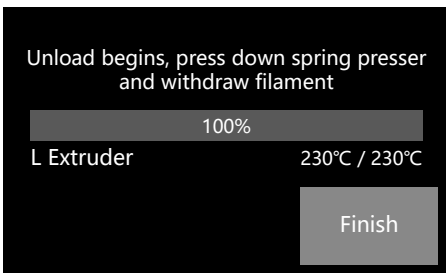 Unload begins, press down spring presser
and withdraw filament
100%
L Extruder 230℃ / 230℃
Finish